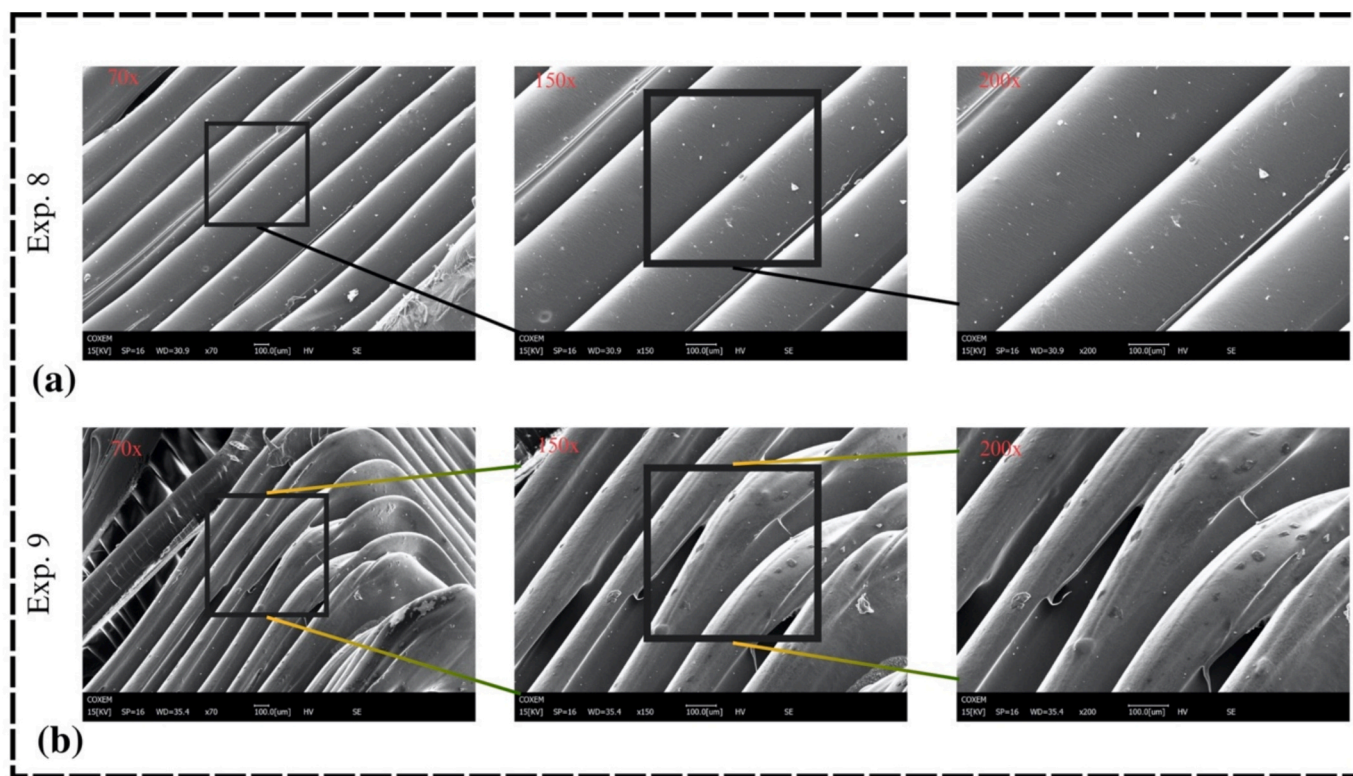 70x 150x 200x
Exp. 8
COXEM COXEM COXEM
15[KV] SP=16 WD=30.9 x70 100.0[um] HV SE 15[KV] SP=16 WD=30.9 x150 100.0[um] HV SE 15[KV] SP=16 WD=30.9 x200 100.0[um] HV SE
(a)
70x 150x 200x
Exp. 9
COXEM COXEM COXEM
15[KV] SP=16 WD=35.4 x70 100.0[um] HV SE 15[KV] SP=16 WD=35.4 x150 100.0[um] HV SE 15[KV] SP=16 WD=35.4 x200 100.0[um] HV SE
(b)